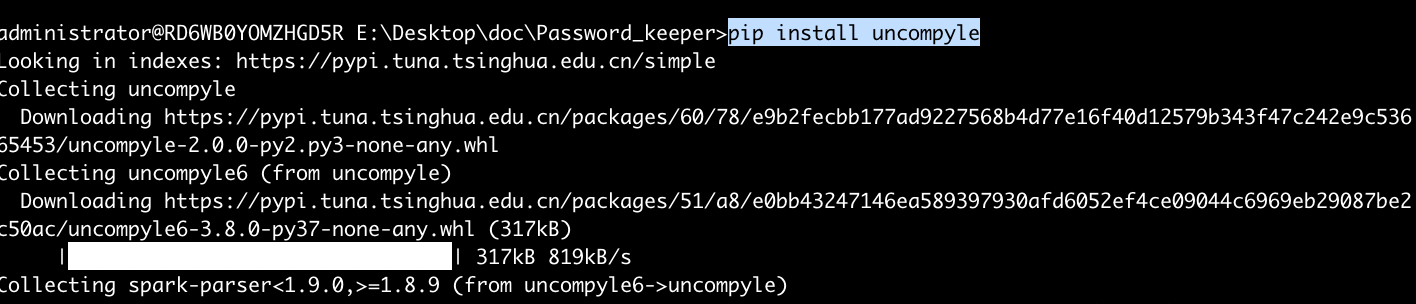 administrator@RD6WB0YOMZHGD5R E:\Desktop\doc\Password_keeper>pip install uncompyle
Looking in indexes: https://pypi.tuna.tsinghua.edu.cn/simple
Collecting uncompyle
  Downloading https://pypi.tuna.tsinghua.edu.cn/packages/60/78/e9b2fecbb177ad9227568b4d77e16f40d12579b343f47c242e9c536
65453/uncompyle-2.0.0-py2.py3-none-any.whl
Collecting uncompyle6 (from uncompyle)
  Downloading https://pypi.tuna.tsinghua.edu.cn/packages/51/a8/e0bb43247146ea589397930afd6052ef4ce09044c6969eb29087be2
c50ac/uncompyle6-3.8.0-py37-none-any.whl (317kB)
     || 317kB 819kB/s
Collecting spark-parser<1.9.0,>=1.8.9 (from uncompyle6->uncompyle)